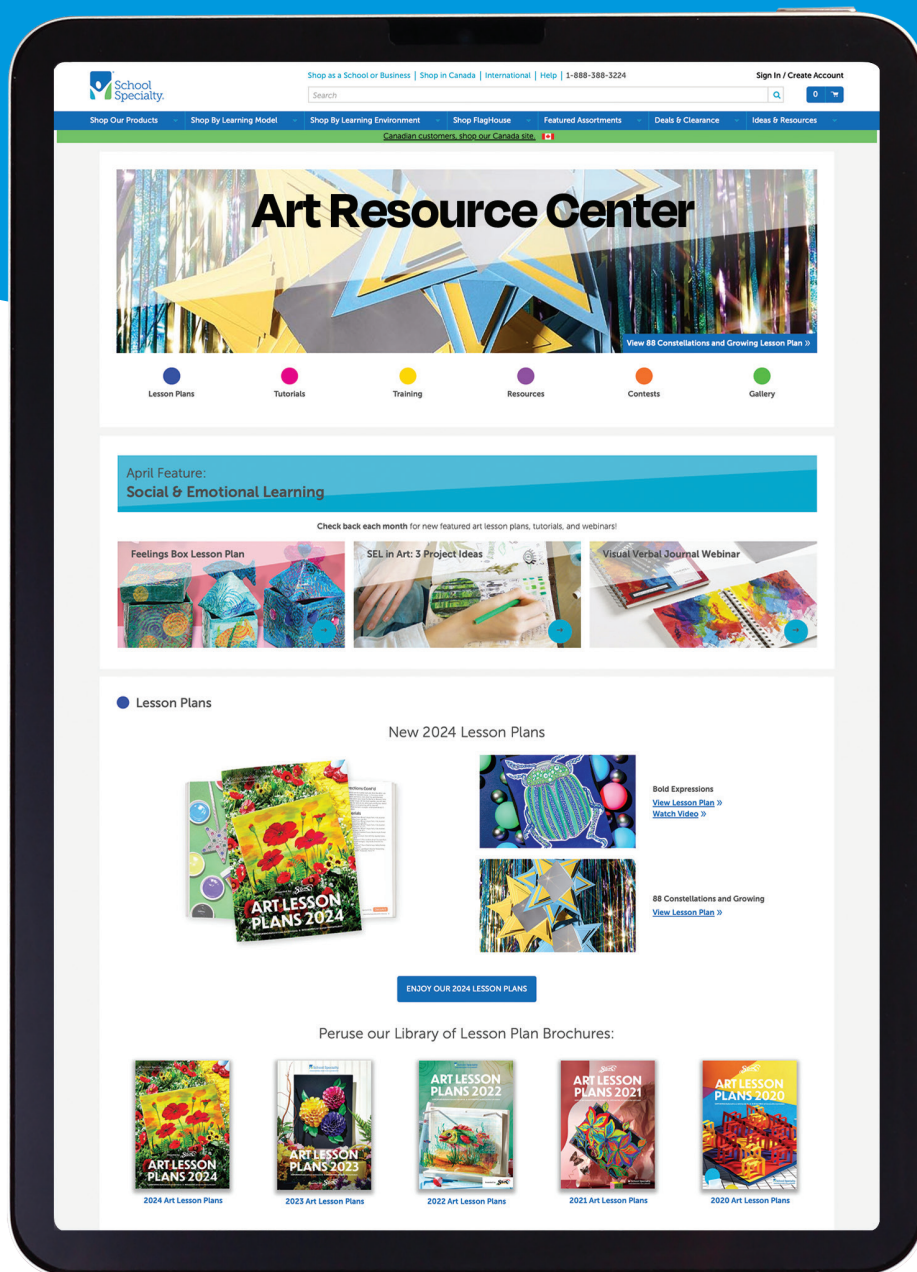 School
Specialty.
Shop as a School or Business | Shop in Canada | International | Help | 1-888-388-3224
Sign In / Create Account
Search
0
Shop Our Products
Shop By Learning Model
Shop By Learning Environment
Shop FlagHouse
Featured Assortments
Deals & Clearance
Ideas & Resources
Canadian customers, shop our Canada site.
Art Resource Center
View 88 Constellations and Growing Lesson Plan »
Lesson Plans
Tutorials
Training
Resources
Contests
Gallery
April Feature:
Social & Emotional Learning
Check back each month for new featured art lesson plans, tutorials, and webinars!
Feelings Box Lesson Plan
SEL in Art: 3 Project Ideas
Visual Verbal Journal Webinar
Lesson Plans
New 2024 Lesson Plans
ART LESSON
PLANS 2024
Bold Expressions
View Lesson Plan »
Watch Video »
88 Constellations and Growing
View Lesson Plan »
ENJOY OUR 2024 LESSON PLANS
Peruse our Library of Lesson Plan Brochures:
ART LESSON
PLANS 2024
ART LESSON
PLANS 2023
ART LESSON
PLANS 2022
ART LESSON
PLANS 2021
ART LESSON
PLANS 2020
2024 Art Lesson Plans
2023 Art Lesson Plans
2022 Art Lesson Plans
2021 Art Lesson Plans
2020 Art Lesson Plans